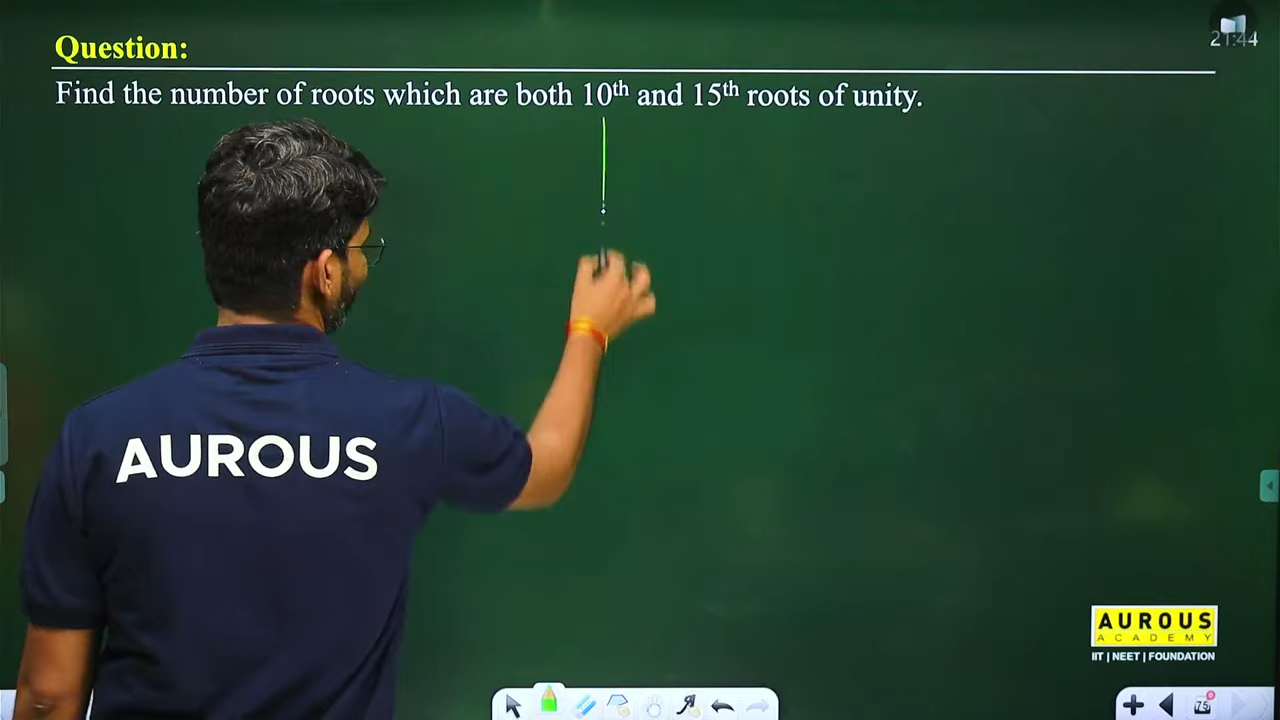 21:44
Question:
Find the number of roots which are both 10th and 15th roots of unity.
AUROUS
AUROUS
ACADEMY
IIT | NEET | FOUNDATION
75